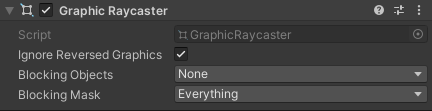 Graphic Raycaster
Script GraphicRaycaster
Ignore Reversed Graphics
Blocking Objects None
Blocking Mask Everything